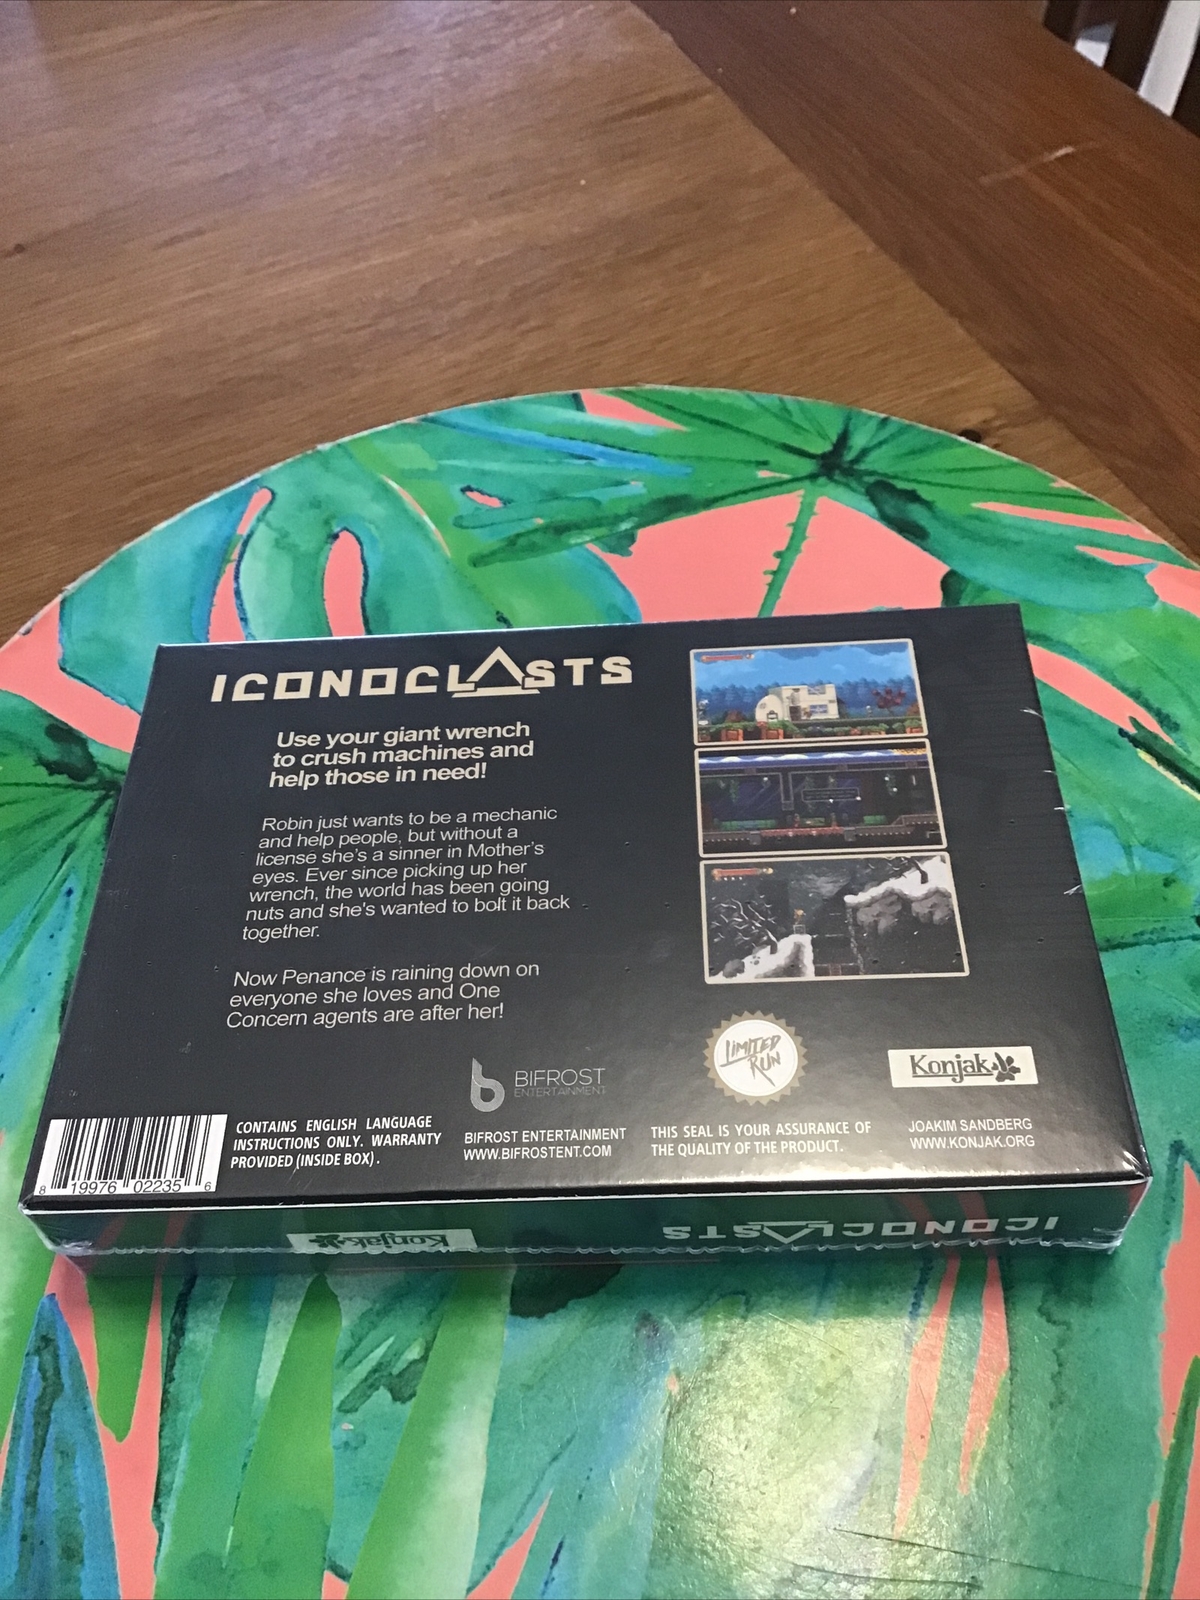 ICONOCLASTS
Use your giant wrench
to crush machines and
help those in need!
Robin just wants to be a mechanic
and help people, but without a
license she's a sinner in Mother's
eyes. Ever since picking up her
wrench, the world has been going
nuts and she's wanted to bolt it back
together.
Now Penance is raining down on
everyone she loves and One
Concern agents are after her!
BIFROST
ENTERTAINMENT
LIMITED
RUN
Konjak
CONTAINS ENGLISH LANGUAGE
INSTRUCTIONS ONLY. WARRANTY
PROVIDED (INSIDE BOX).
BIFROST ENTERTAINMENT
WWW.BIFROSTENT.COM
THIS SEAL IS YOUR ASSURANCE OF
THE QUALITY OF THE PRODUCT.
JOAKIM SANDBERG
WWW.KONJAK.ORG
8 19976 02235 6
Konjak
ICONOCLASTS